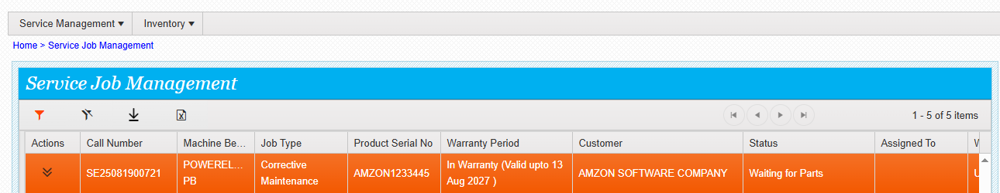 Service Management Inventory
Home > Service Job Management
Service Job Management
1 - 5 of 5 items
Actions Call Number Machine Be... Job Type Product Serial No Warranty Period Customer Status Assigned To
SE25081900721 POWEREL... PB Corrective Maintenance AMZON1233445 In Warranty (Valid upto 13 Aug 2027 ) AMZON SOFTWARE COMPANY Waiting for Parts